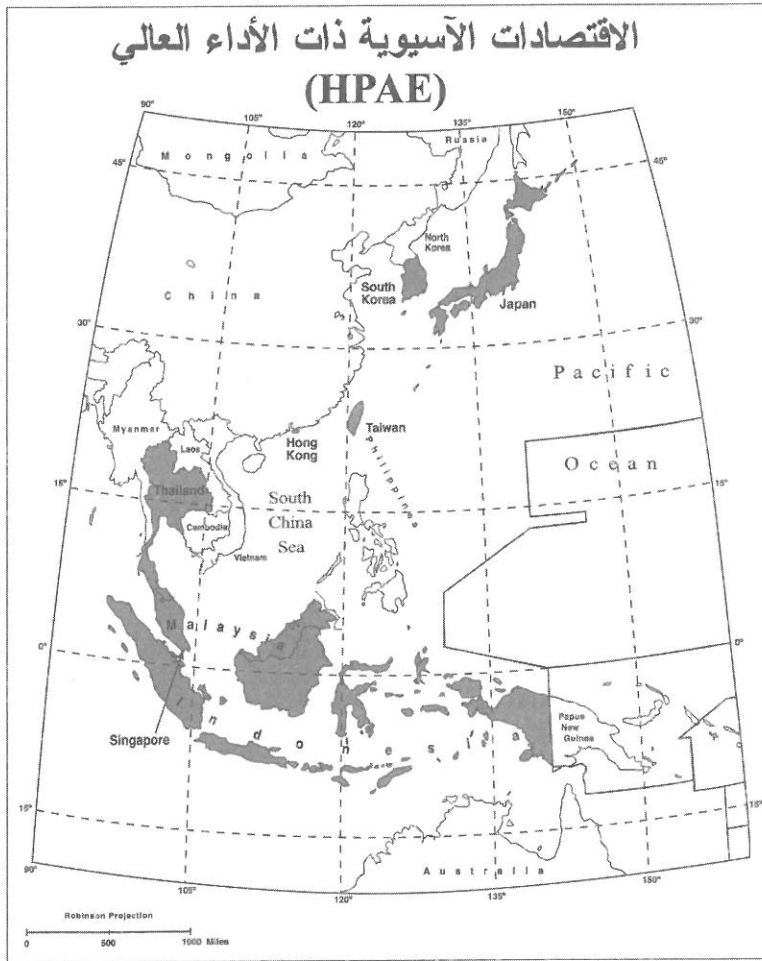 الاقتصادات الآسيوية ذات الأداء العالي
(HPAE)
90°
105°
120°
135°
150°
Russia
Mongolia
45°
45°
North
Korea
South
Korea
Japan
China
30°
30°
Pacific
Myanmar
Laos
Hong
Kong
Taiwan
Philippines
Ocean
15°
Thailand
South
China
Sea
15°
Cambodia
Vietnam
Malaysia
0°
0°
Indonesia
Papua
New
Guinea
Singapore
15°
15°
Australia
90°
105°
120°
135°
150°
Robinson Projection
0 500 1000 Miles